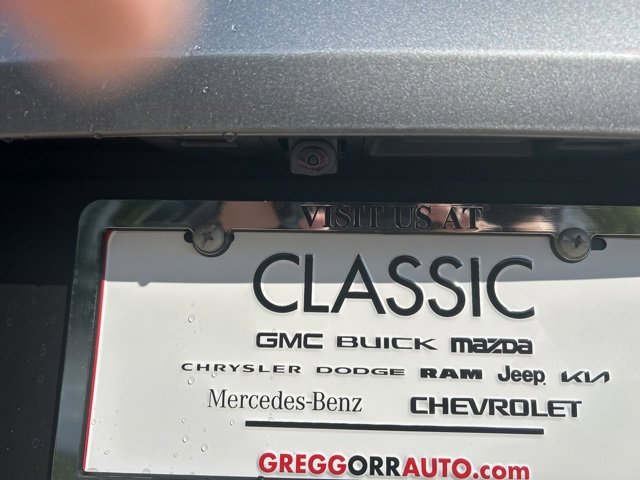 VISIT US AT
CLASSIC
GMC BUICK mazda
CHRYSLER DODGE RAM Jeep KIA
Mercedes-Benz CHEVROLET
GREGGORRAUTO.com